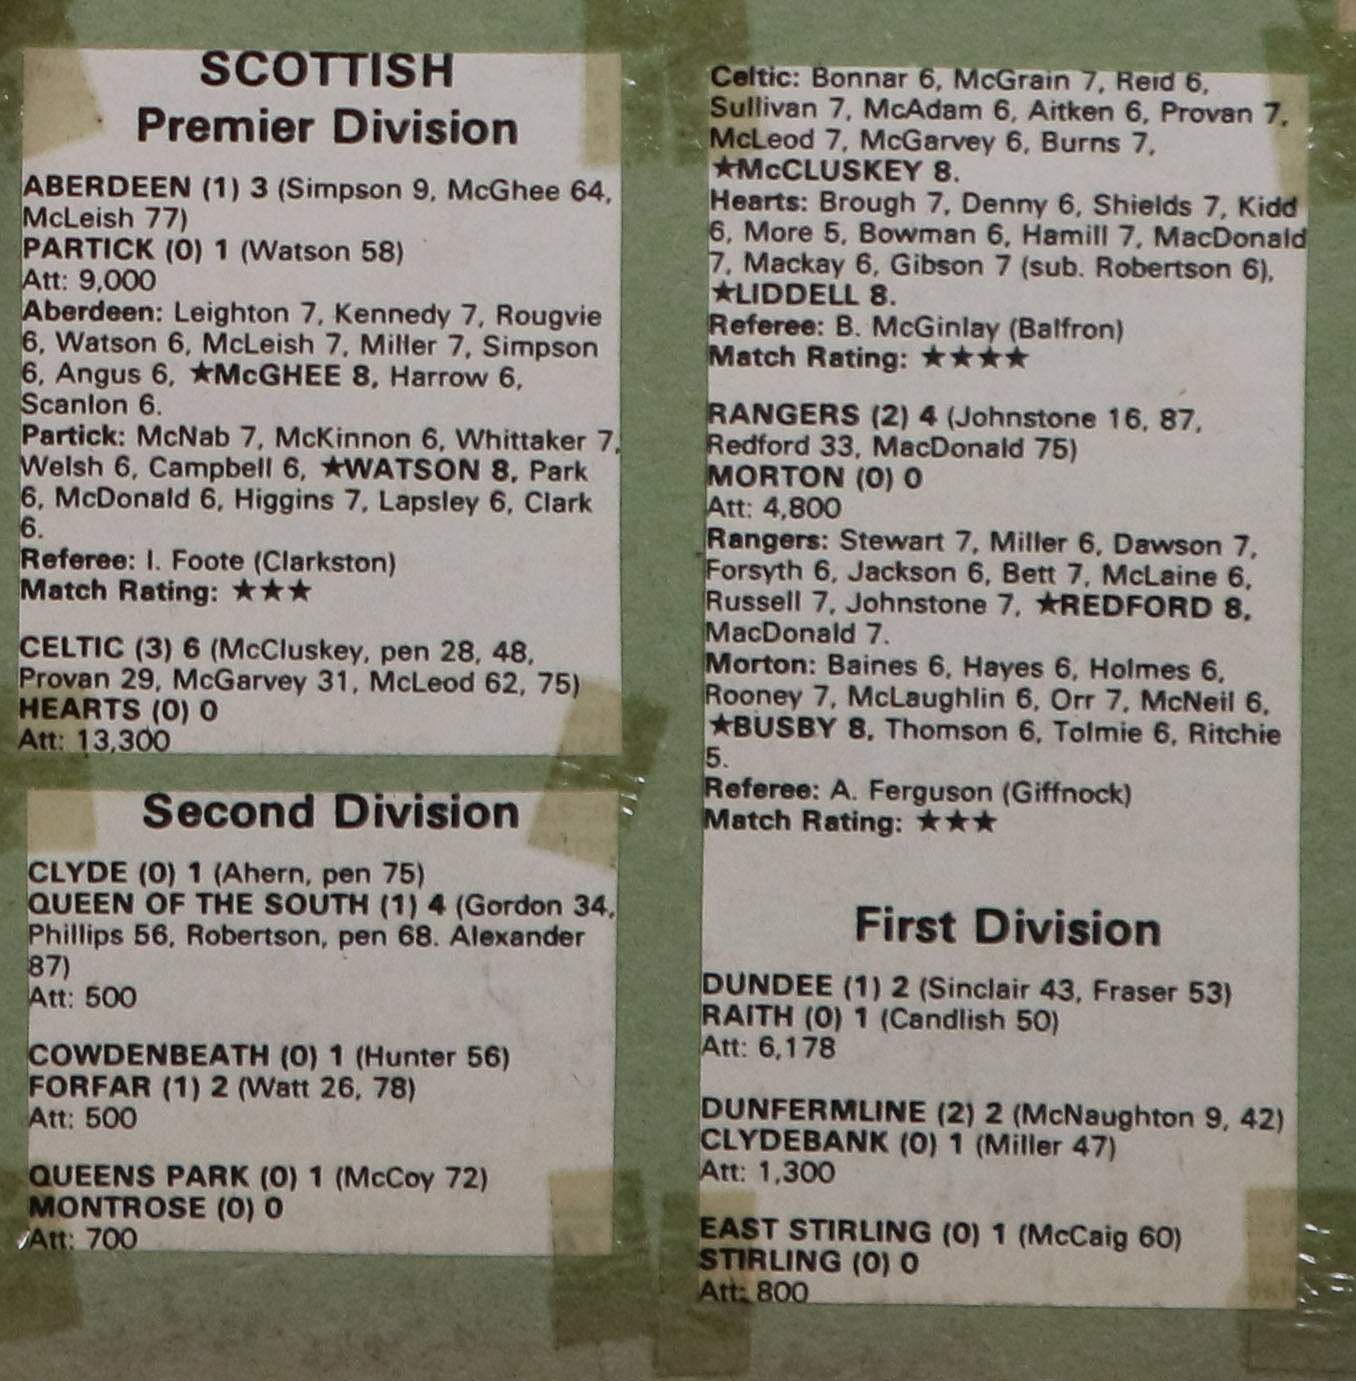 SCOTTISH
Premier Division
ABERDEEN (1) 3 (Simpson 9, McGhee 64,
McLeish 77)
PARTICK (0) 1 (Watson 58)
Att: 9,000
Aberdeen: Leighton 7, Kennedy 7, Rougvie
6, Watson 6, McLeish 7, Miller 7, Simpson
6, Angus 6, ★McGHEE 8, Harrow 6,
Scanlon 6.
Partick: McNab 7, McKinnon 6, Whittaker 7,
Welsh 6, Campbell 6, ★WATSON 8, Park
6, McDonald 6, Higgins 7, Lapsley 6, Clark
6.
Referee: I. Foote (Clarkston)
Match Rating: ★★★
CELTIC (3) 6 (McCluskey, pen 28, 48,
Provan 29, McGarvey 31, McLeod 62, 75)
HEARTS (0) 0
Att: 13,300
Celtic: Bonnar 6, McGrain 7, Reid 6,
Sullivan 7, McAdam 6, Aitken 6, Provan 7,
McLeod 7, McGarvey 6, Burns 7,
★McCLUSKEY 8.
Hearts: Brough 7, Denny 6, Shields 7, Kidd
6, More 5, Bowman 6, Hamill 7, MacDonald
7, Mackay 6, Gibson 7 (sub. Robertson 6),
★LIDDELL 8.
Referee: B. McGinlay (Balfron)
Match Rating: ★★★★
RANGERS (2) 4 (Johnstone 16, 87,
Redford 33, MacDonald 75)
MORTON (0) 0
Att: 4,800
Rangers: Stewart 7, Miller 6, Dawson 7,
Forsyth 6, Jackson 6, Bett 7, McLaine 6,
Russell 7, Johnstone 7, ★REDFORD 8,
MacDonald 7.
Morton: Baines 6, Hayes 6, Holmes 6,
Rooney 7, McLaughlin 6, Orr 7, McNeil 6,
★BUSBY 8, Thomson 6, Tolmie 6, Ritchie
5.
Referee: A. Ferguson (Giffnock)
Match Rating: ★★★
First Division
DUNDEE (1) 2 (Sinclair 43, Fraser 53)
RAITH (0) 1 (Candlish 50)
Att: 6,178
DUNFERMLINE (2) 2 (McNaughton 9, 42)
CLYDEBANK (0) 1 (Miller 47)
Att: 1,300
EAST STIRLING (0) 1 (McCaig 60)
STIRLING (0) 0
Att: 800
Second Division
CLYDE (0) 1 (Ahern, pen 75)
QUEEN OF THE SOUTH (1) 4 (Gordon 34,
Phillips 56, Robertson, pen 68. Alexander
87)
Att: 500
COWDENBEATH (0) 1 (Hunter 56)
FORFAR (1) 2 (Watt 26, 78)
Att: 500
QUEENS PARK (0) 1 (McCoy 72)
MONTROSE (0) 0
Att: 700